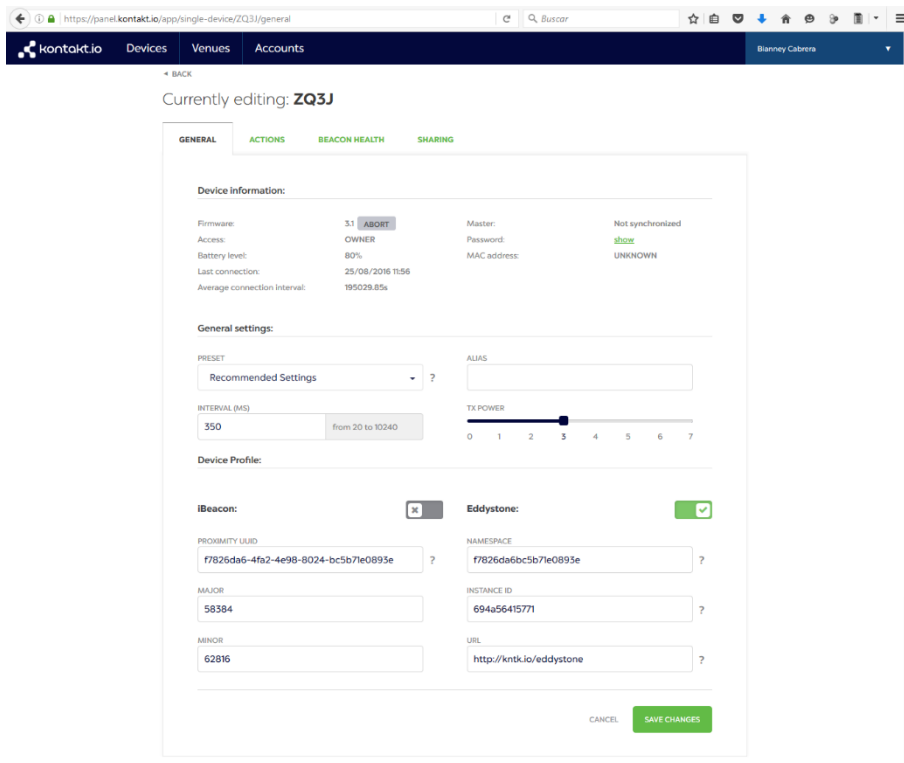 https://panel.kontakt.io/app/single-device/ZQ3J/general
Buscar
kontakt.io Devices Venues Accounts Bianney Cabrera
BACK
Currently editing: ZQ3J
GENERAL ACTIONS BEACON HEALTH SHARING
Device information:
Firmware: 3.1 ABORT Master: Not synchronized
Access: OWNER Password: show
Battery level: 80% MAC address: UNKNOWN
Last connection: 25/08/2016 11:56
Average connection interval: 195029.85s
General settings:
PRESET ALIAS
Recommended Settings ?
INTERVAL (MS) TX POWER
350 from 20 to 10240
0 1 2 3 4 5 6 7
Device Profile:
iBeacon: Eddystone:
PROXIMITY UUID NAMESPACE
f7826da6-4fa2-4e98-8024-bc5b71e0893e ? f7826da6bc5b71e0893e ?
MAJOR INSTANCE ID
58384 694a56415771 ?
MINOR URL
62816 http://kntk.io/eddystone ?
CANCEL SAVE CHANGES